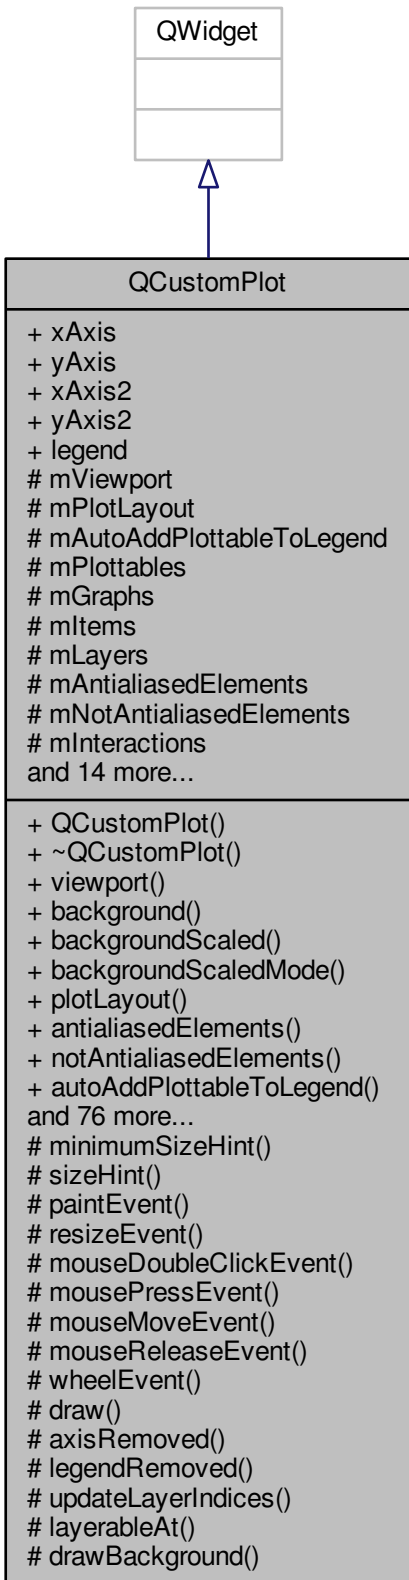 QWidget
QCustomPlot
+ xAxis
+ yAxis
+ xAxis2
+ yAxis2
+ legend
# mViewport
# mPlotLayout
# mAutoAddPlottableToLegend
# mPlottables
# mGraphs
# mItems
# mLayers
# mAntialiasedElements
# mNotAntialiasedElements
# mInteractions
and 14 more...
+ QCustomPlot()
+ ~QCustomPlot()
+ viewport()
+ background()
+ backgroundScaled()
+ backgroundScaledMode()
+ plotLayout()
+ antialiasedElements()
+ notAntialiasedElements()
+ autoAddPlottableToLegend()
and 76 more...
# minimumSizeHint()
# sizeHint()
# paintEvent()
# resizeEvent()
# mouseDoubleClickEvent()
# mousePressEvent()
# mouseMoveEvent()
# mouseReleaseEvent()
# wheelEvent()
# draw()
# axisRemoved()
# legendRemoved()
# updateLayerIndices()
# layerableAt()
# drawBackground()